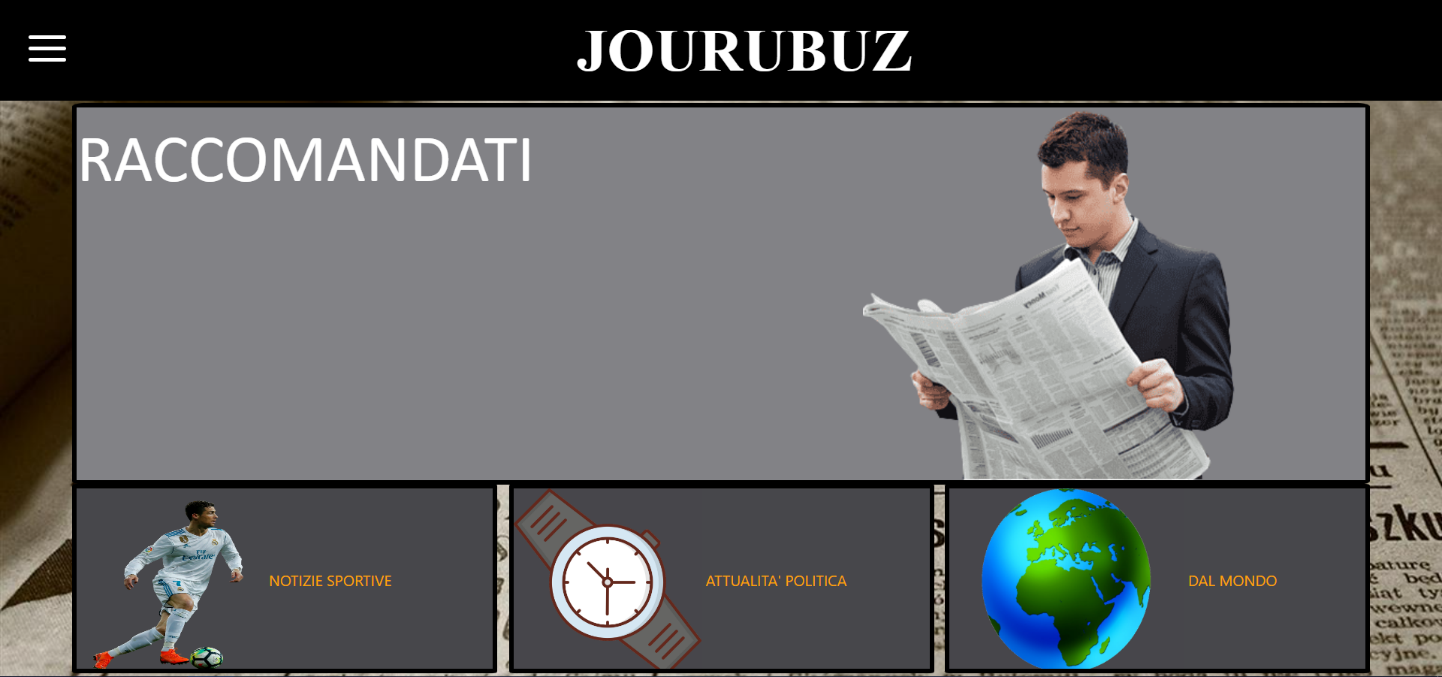 JOURUBUZ
RACCOMANDATI
NOTIZIE SPORTIVE
ATTUALITA' POLITICA
DAL MONDO